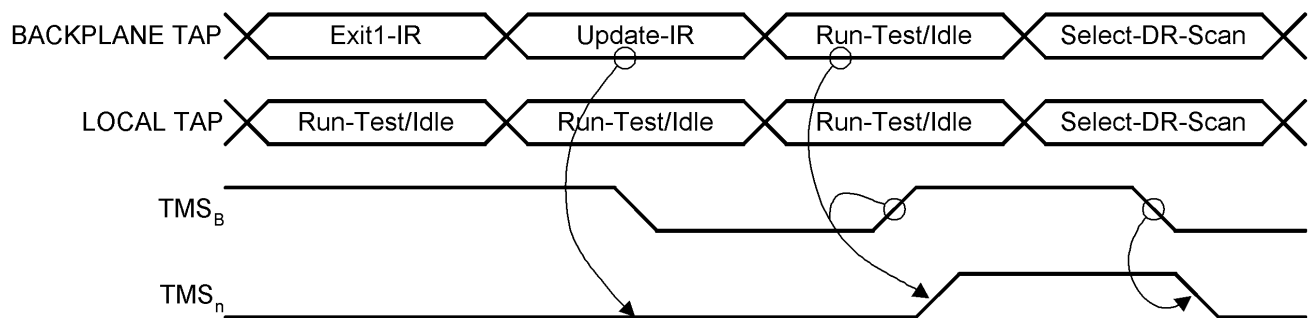 BACKPLANE TAP Exit1-IR Update-IR Run-Test/Idle Select-DR-Scan
LOCAL TAP Run-Test/Idle Run-Test/Idle Run-Test/Idle Select-DR-Scan
TMSB
TMSn